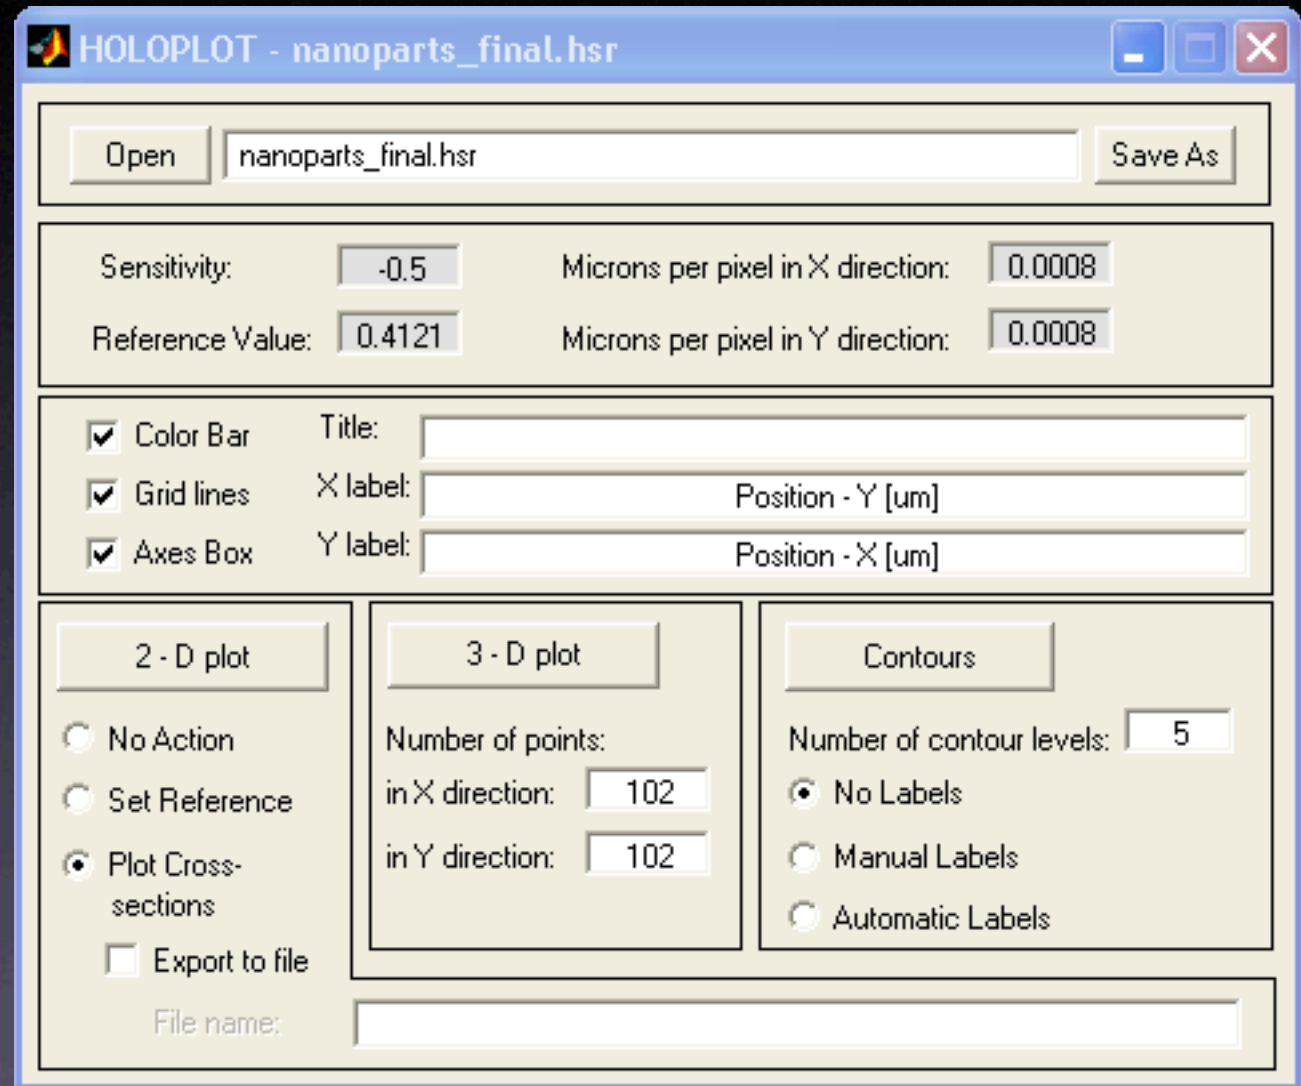 HOLOPLOT - nanoparts_final.hsr
Open nanoparts_final.hsr Save As
Sensitivity: -0.5 Microns per pixel in X direction: 0.0008
Reference Value: 0.4121 Microns per pixel in Y direction: 0.0008
Color Bar Title:
Grid lines X label: Position - Y [um]
Axes Box Y label: Position - X [um]
2 - D plot 3 - D plot Contours
No Action Number of points: Number of contour levels: 5
Set Reference in X direction: 102 No Labels
Plot Cross- in Y direction: 102 Manual Labels
sections Automatic Labels
Export to file
File name: